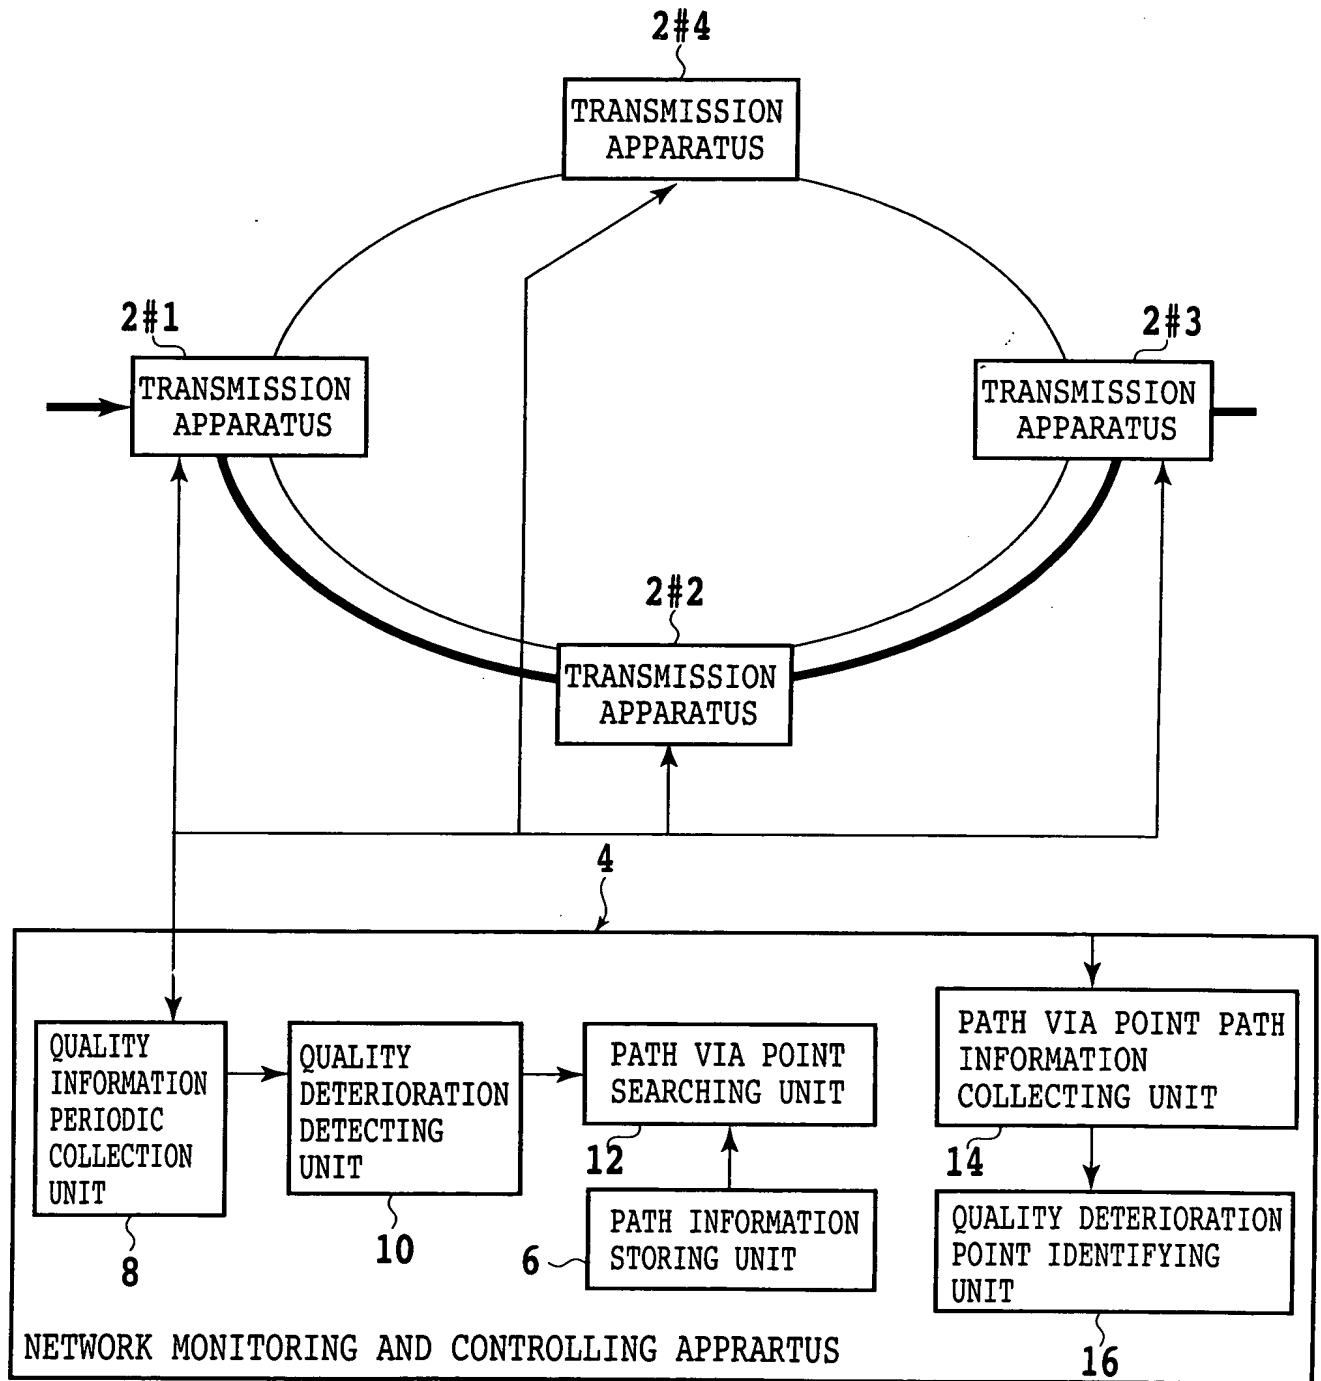 2#4
TRANSMISSION
APPARATUS
2#1
TRANSMISSION
APPARATUS
2#3
TRANSMISSION
APPARATUS
2#2
TRANSMISSION
APPARATUS
4
QUALITY
INFORMATION
PERIODIC
COLLECTION
UNIT
8
QUALITY
DETERIORATION
DETECTING
UNIT
10
PATH VIA POINT
SEARCHING UNIT
12
PATH INFORMATION
STORING UNIT
6
PATH VIA POINT PATH
INFORMATION
COLLECTING UNIT
14
QUALITY DETERIORATION
POINT IDENTIFYING
UNIT
16
NETWORK MONITORING AND CONTROLLING APPRARTUS